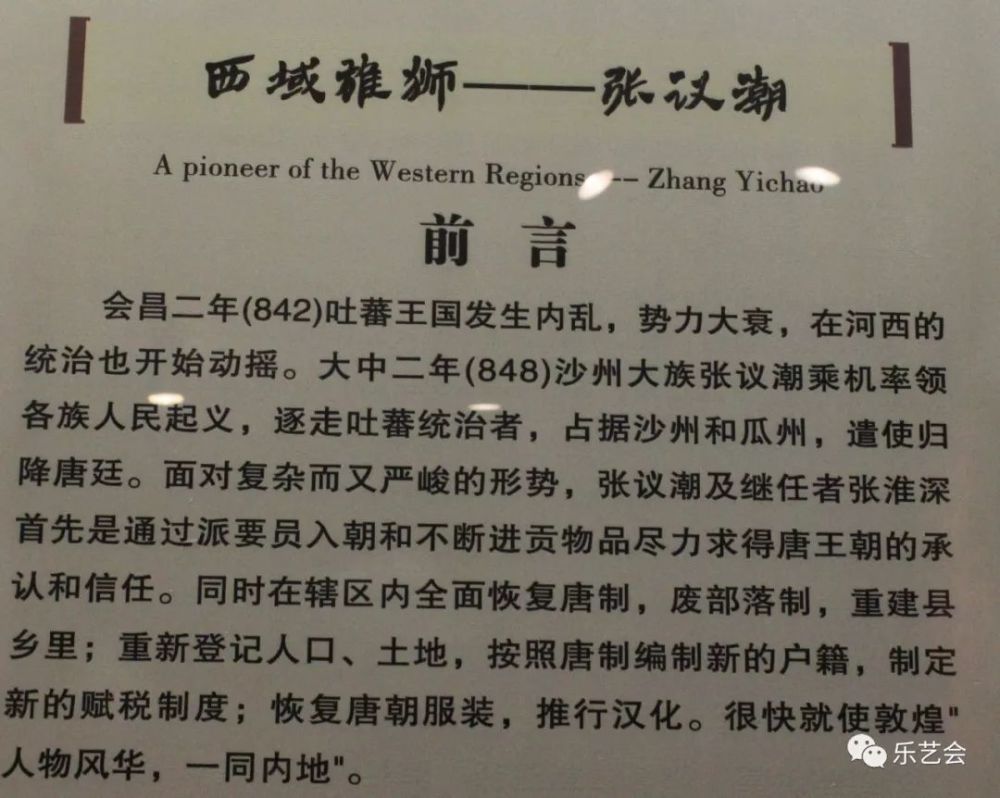 西域雅狮——张议潮
A pioneer of the Western Regions --- Zhang Yichao
前 言
会昌二年(842)吐蕃王国发生内乱，势力大衰，在河西的
统治也开始动摇。大中二年(848)沙州大族张议潮乘机率领
各族人民起义，逐走吐蕃统治者，占据沙州和瓜州，遣使归
降唐廷。面对复杂而又严峻的形势，张议潮及继任者张淮深
首先是通过派要员入朝和不断进贡物品尽力求得唐王朝的承
认和信任。同时在辖区内全面恢复唐制，废部落制，重建县
乡里；重新登记人口、土地，按照唐制编制新的户籍，制定
新的赋税制度；恢复唐朝服装，推行汉化。很快就使敦煌"
人物风华，一同内地"。
乐艺会